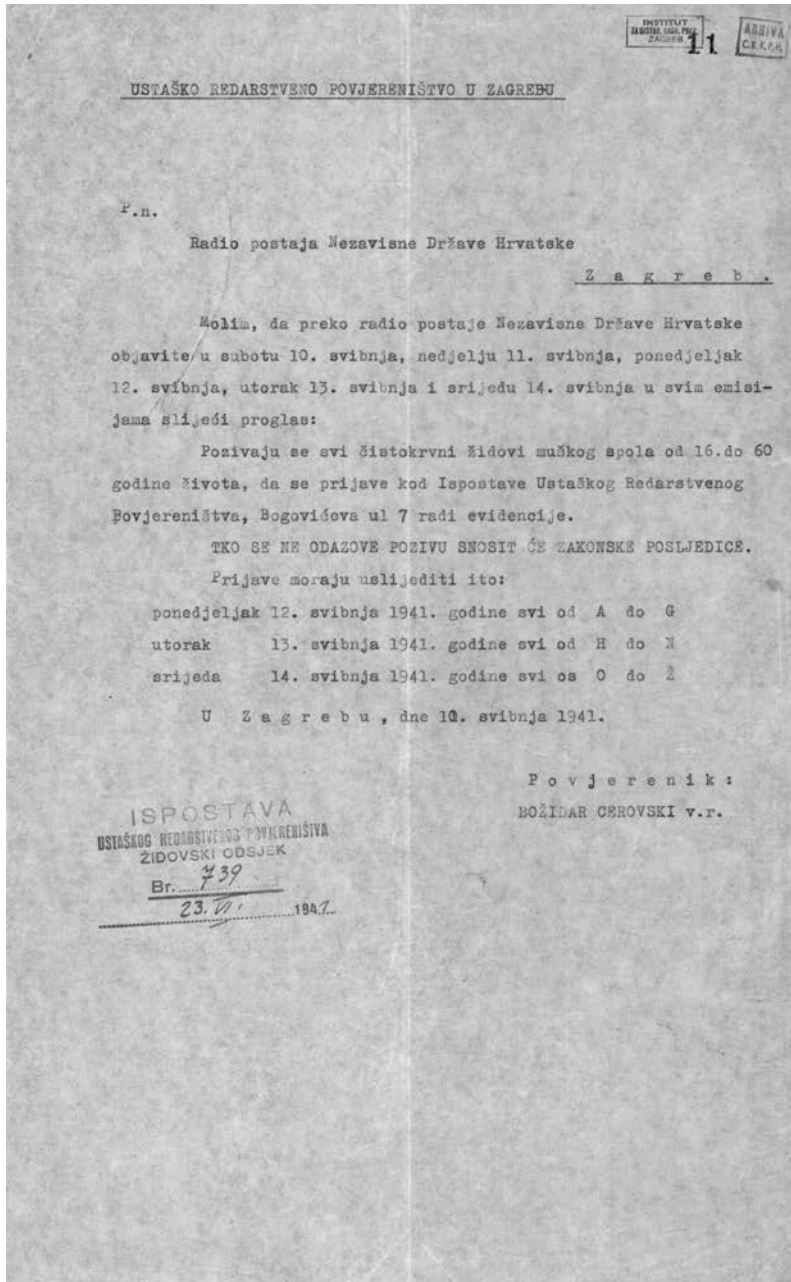 INSTITUT
ZAGREB
11
ARHIVA
C.K.K.P.H.
USTAŠKO REDARSTVENO POVJERENIŠTVO U ZAGREBU
P.n.
Radio postaja Nezavisne Države Hrvatske
Z a g r e b .
Molim, da preko radio postaje Nezavisne Države Hrvatske
objavite u subotu 10. svibnja, nedjelju 11. svibnja, ponedjeljak
12. svibnja, utorak 13. svibnja i srijedu 14. svibnja u svim emisi-
jama slijeći proglas:
Pozivaju se svi čistokrvni židovi muškog spola od 16.do 60
godine života, da se prijave kod Ispostave Ustaškog Redarstvenog
Povjereništva, Bogovićeva ul 7 radi evidencije.
TKO SE NE ODAZOVE POZIVU SNOSIT ĆE ZAKONSKE POSLJEDICE.
Prijave moraju uslijediti ito:
ponedjeljak 12. svibnja 1941. godine svi od A do G
utorak 13. svibnja 1941. godine svi od H do N
srijeda 14. svibnja 1941. godine svi os O do Ž
U Z a g r e b u , dne svibnja 1941.
P o v j e r e n i k :
BOŽIDAR CEROVSKI v.r.
ISPOSTAVA
USTAŠKOG REDARSTVENOG POVJERENIŠTVA
ŽIDOVSKI ODSJEK
Br. 739
23. VI. 1941.